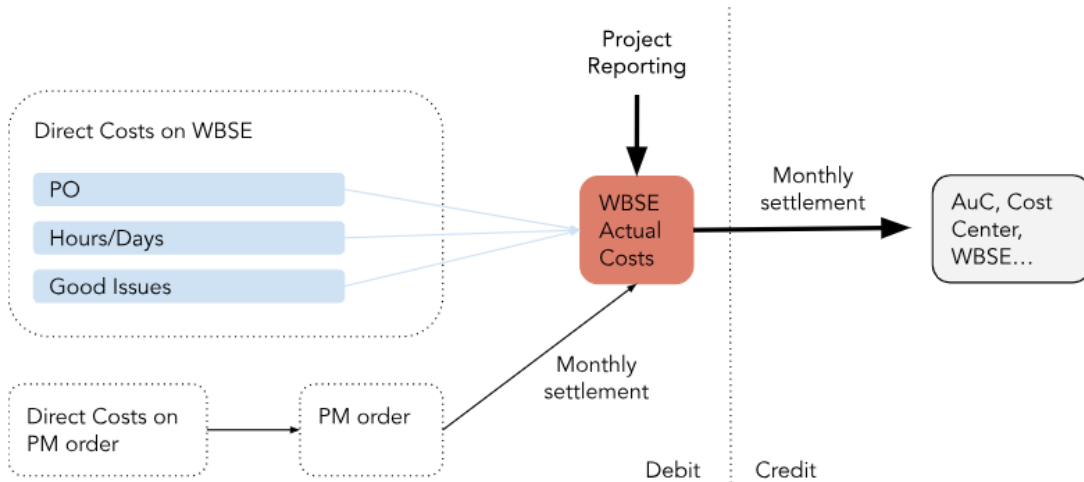 Project
Reporting
Direct Costs on WBSE
PO
Hours/Days
Good Issues
WBSE
Actual
Costs
Monthly
settlement
AuC, Cost
Center,
WBSE...
Monthly
settlement
Direct Costs on
PM order
PM order
Debit
Credit